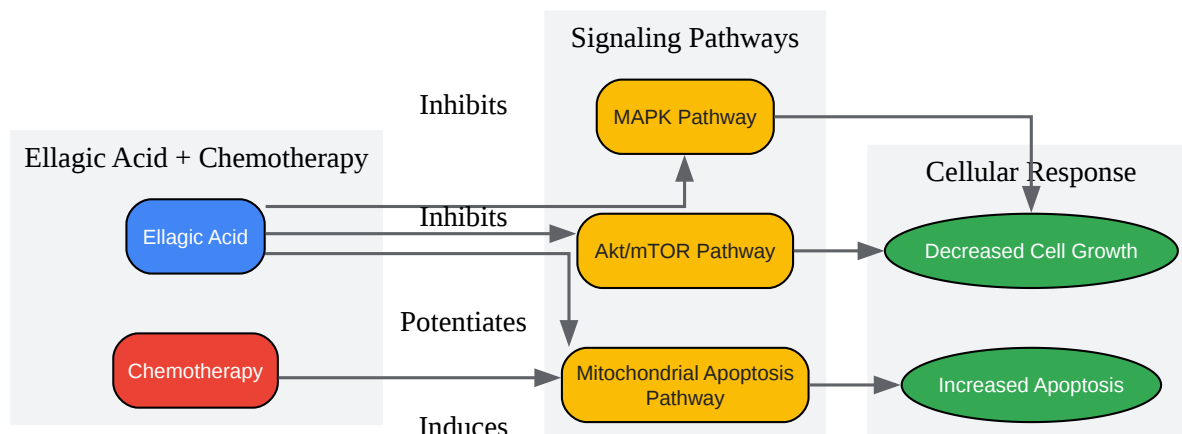 Signaling Pathways
Inhibits
MAPK Pathway
Ellagic Acid + Chemotherapy
Cellular Response
Inhibits
Ellagic Acid
Akt/mTOR Pathway
Decreased Cell Growth
Potentiates
Chemotherapy
Mitochondrial Apoptosis
Pathway
Increased Apoptosis
Induces